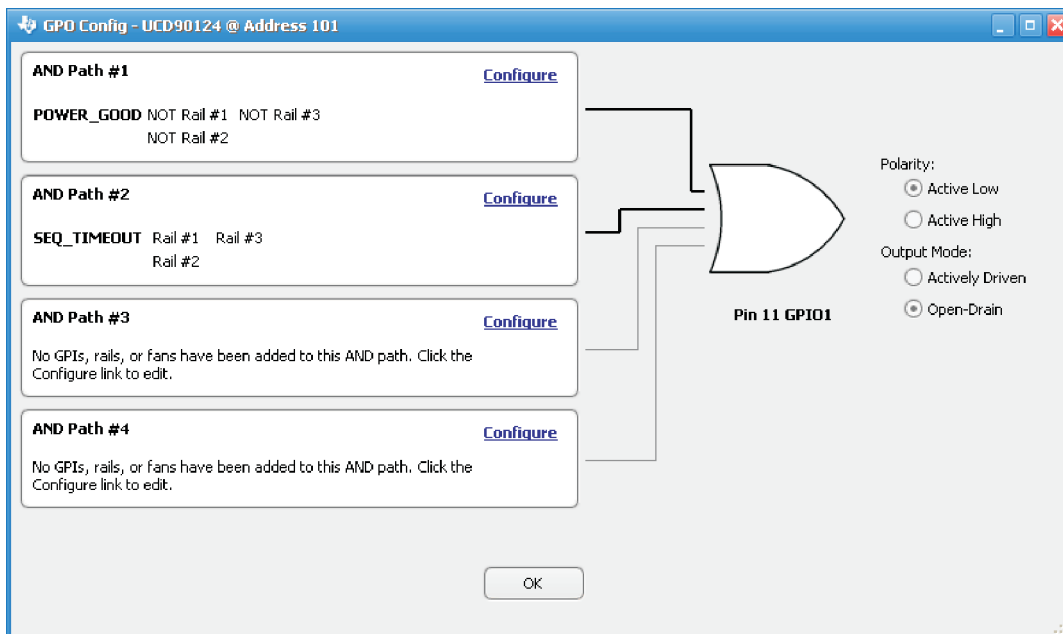 GPO Config - UCD90124 @ Address 101
AND Path #1
Configure
POWER_GOOD NOT Rail #1 NOT Rail #3
NOT Rail #2
AND Path #2
Configure
SEQ_TIMEOUT Rail #1 Rail #3
Rail #2
AND Path #3
Configure
No GPIs, rails, or fans have been added to this AND path. Click the
Configure link to edit.
AND Path #4
Configure
No GPIs, rails, or fans have been added to this AND path. Click the
Configure link to edit.
Pin 11 GPIO1
Polarity:
Active Low
Active High
Output Mode:
Actively Driven
Open-Drain
OK